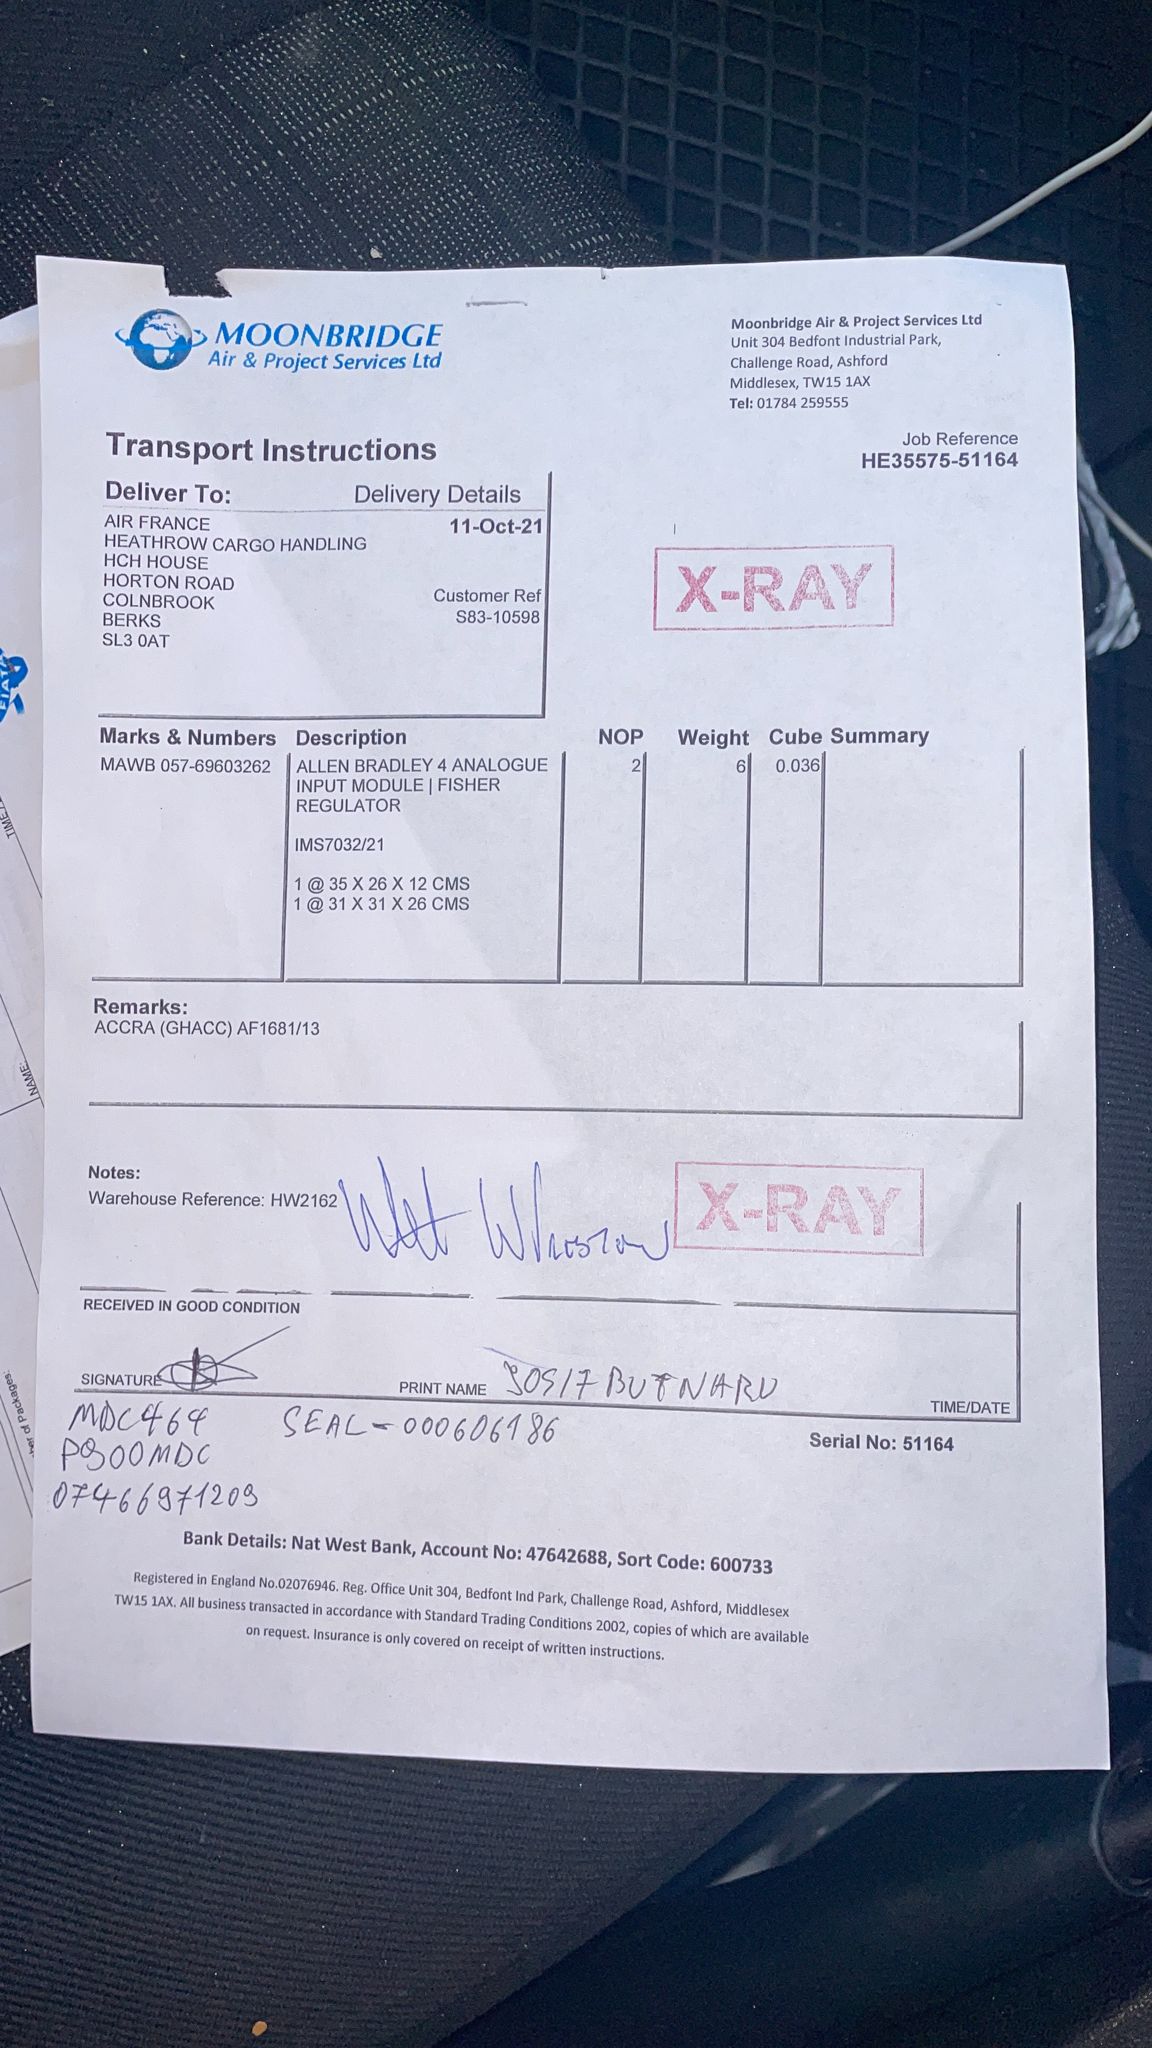 MOONBRIDGE
Air & Project Services Ltd
Moonbridge Air & Project Services Ltd
Unit 304 Bedfont Industrial Park,
Challenge Road, Ashford
Middlesex, TW15 1AX
Tel: 01784 259555
Transport Instructions
Job Reference
HE35575-51164
Deliver To: Delivery Details
AIR FRANCE 11-Oct-21
HEATHROW CARGO HANDLING
HCH HOUSE
HORTON ROAD
COLNBROOK Customer Ref
BERKS S83-10598
SL3 0AT
X-RAY
Marks & Numbers Description NOP Weight Cube Summary
MAWB 057-69603262 ALLEN BRADLEY 4 ANALOGUE 2 6 0.036
INPUT MODULE | FISHER
REGULATOR
IMS7032/21
1 @ 35 X 26 X 12 CMS
1 @ 31 X 31 X 26 CMS
Remarks:
ACCRA (GHACC) AF1681/13
Notes:
Warehouse Reference: HW2162
X-RAY
RECEIVED IN GOOD CONDITION
SIGNATURE PRINT NAME BUTNARU TIME/DATE
MDC464 SEAL-000606186
P900MDC
07466971209
Serial No: 51164
Bank Details: Nat West Bank, Account No: 47642688, Sort Code: 600733
Registered in England No.02076946. Reg. Office Unit 304, Bedfont Ind Park, Challenge Road, Ashford, Middlesex
TW15 1AX. All business transacted in accordance with Standard Trading Conditions 2002, copies of which are available
on request. Insurance is only covered on receipt of written instructions.
NAME: